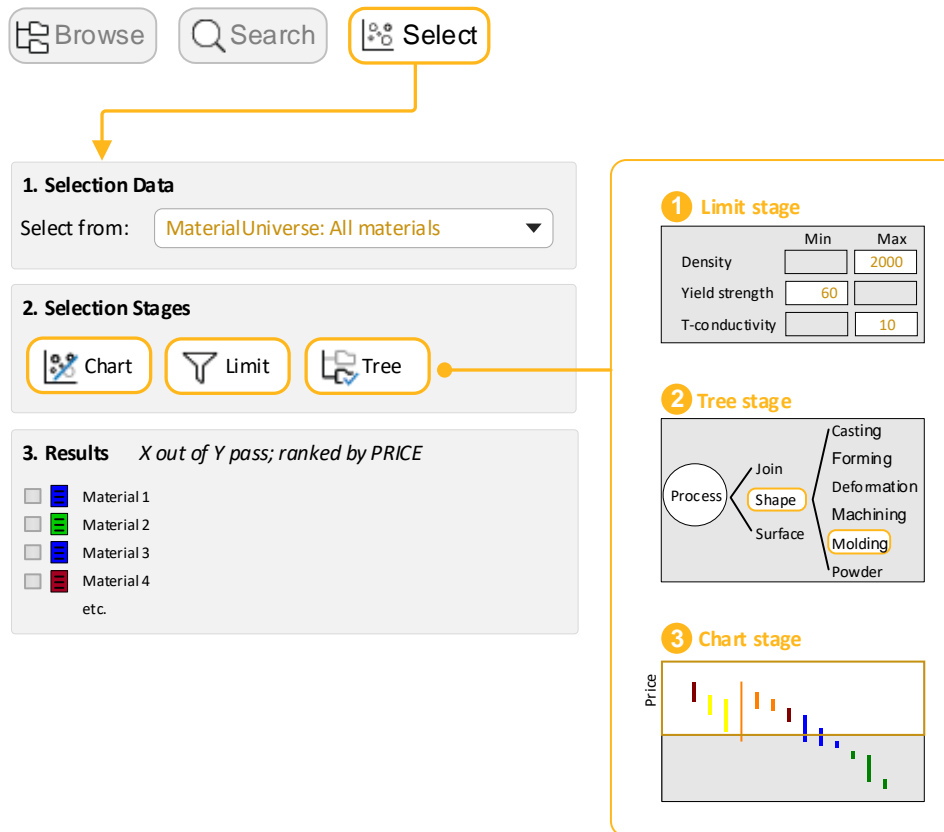 Browse
Search
Select
1. Selection Data
Select from: MaterialUniverse: All materials
2. Selection Stages
Chart
Limit
Tree
3. Results X out of Y pass; ranked by PRICE
Material 1
Material 2
Material 3
Material 4
etc.
1 Limit stage
Min Max
Density 2000
Yield strength 60
T-conductivity 10
2 Tree stage
Process
Join
Shape
Surface
Casting
Forming
Deformation
Machining
Molding
Powder
3 Chart stage
Price